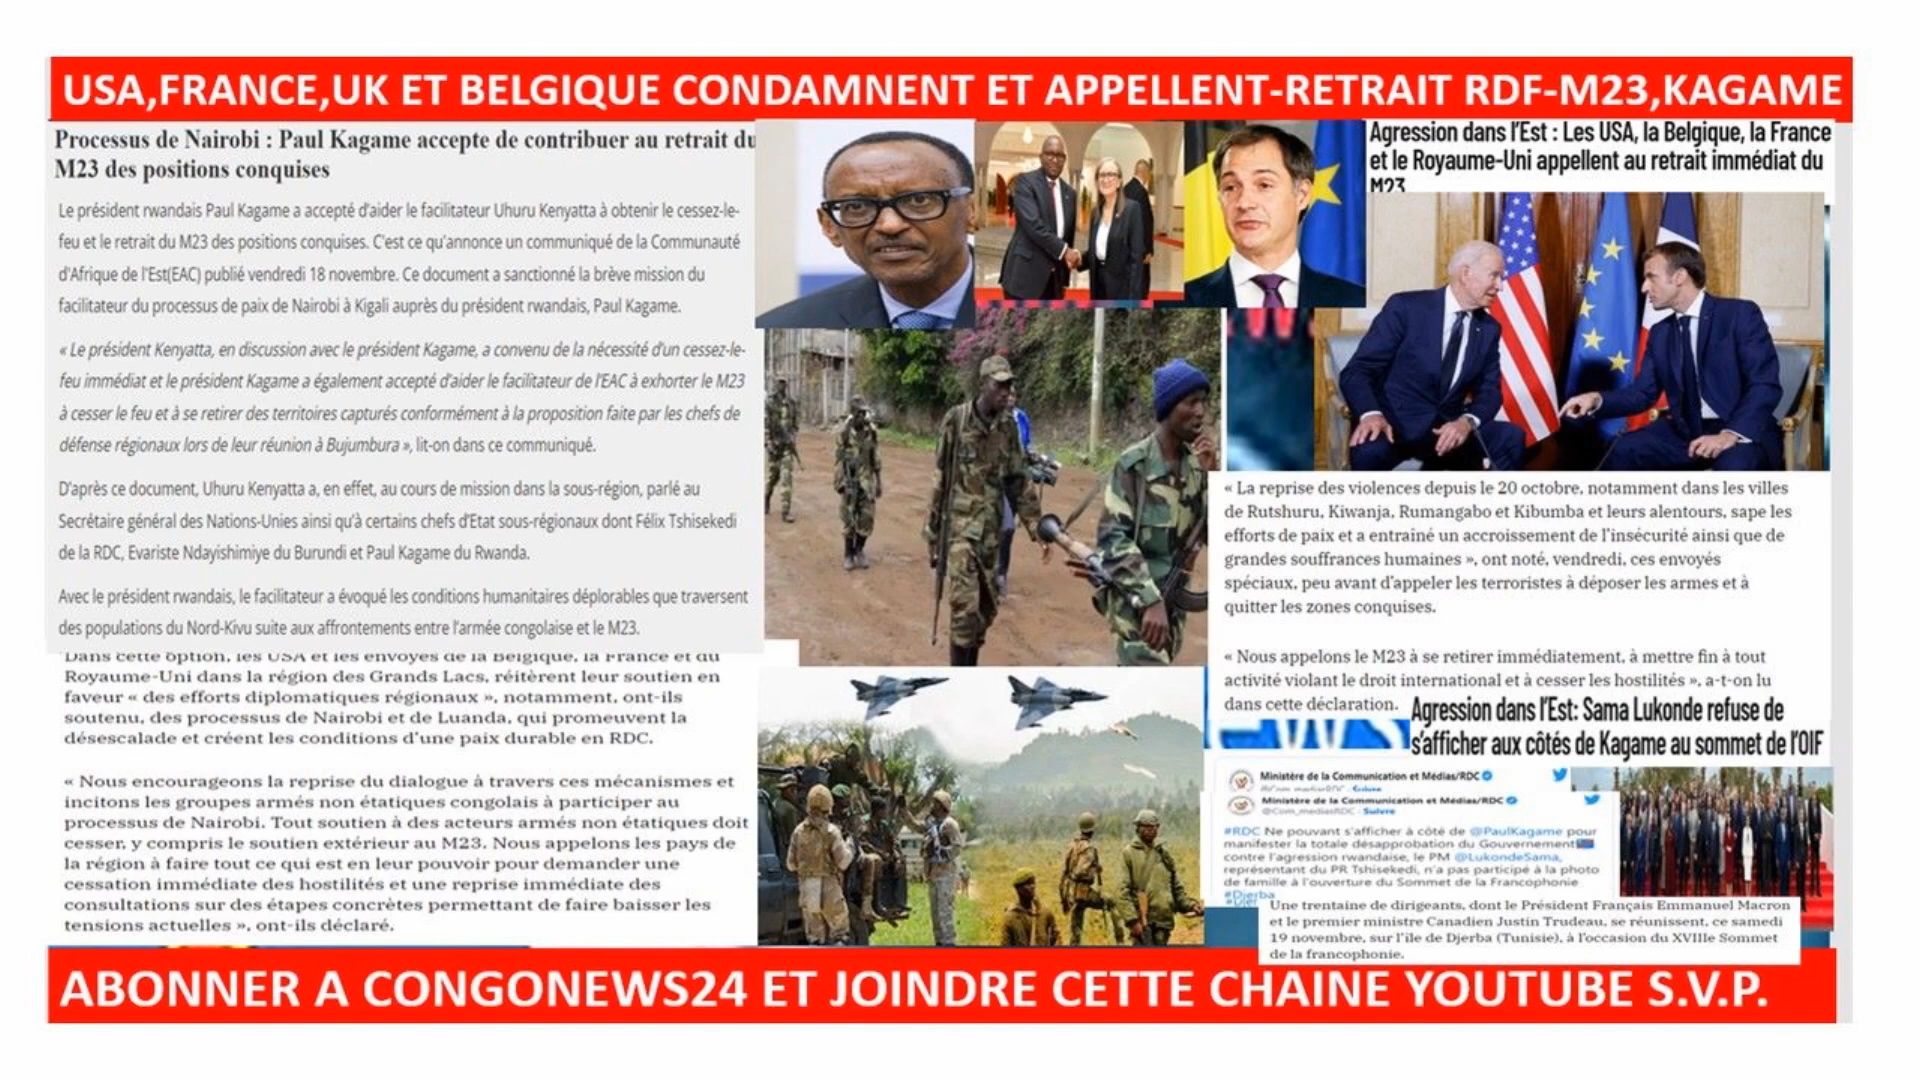 USA,FRANCE,UK ET BELGIQUE CONDAMNENT ET APPELLENT-RETRAIT RDF-M23,KAGAME
Processus de Nairobi : Paul Kagame accepte de contribuer au retrait du
M23 des positions conquises
Le président rwandais Paul Kagame a accepté d'aider le facilitateur Uhuru Kenyatta à obtenir le cessez-le-
feu et le retrait du M23 des positions conquises. C'est ce qu'annonce un communiqué de la Communauté
d'Afrique de l'Est(EAC) publié vendredi 18 novembre. Ce document a sanctionné la brève mission du
facilitateur du processus de paix de Nairobi à Kigali auprès du président rwandais, Paul Kagame.
« Le président Kenyatta, en discussion avec le président Kagame, a convenu de la nécessité d'un cessez-le-
feu immédiat et le président Kagame a également accepté d'aider le facilitateur de l'EAC à exhorter le M23
à cesser le feu et à se retirer des territoires capturés conformément à la proposition faite par les chefs de
défense régionaux lors de leur réunion à Bujumbura », lit-on dans ce communiqué.
D'après ce document, Uhuru Kenyatta a, en effet, au cours de mission dans la sous-région, parlé au
Secrétaire général des Nations-Unies ainsi qu'à certains chefs d'Etat sous-régionaux dont Félix Tshisekedi
de la RDC, Evariste Ndayishimiye du Burundi et Paul Kagame du Rwanda.
Avec le président rwandais, le facilitateur a évoqué les conditions humanitaires déplorables que traversent
des populations du Nord-Kivu suite aux affrontements entre l'armée congolaise et le M23.
Dans cette option, les USA et les envoyés de la Belgique, la France et du
Royaume-Uni dans la région des Grands Lacs, réitèrent leur soutien en
faveur « des efforts diplomatiques régionaux », notamment, ont-ils
soutenu, des processus de Nairobi et de Luanda, qui promeuvent la
désescalade et créent les conditions d'une paix durable en RDC.
« Nous encourageons la reprise du dialogue à travers ces mécanismes et
incitons les groupes armés non étatiques congolais à participer au
processus de Nairobi. Tout soutien à des acteurs armés non étatiques doit
cesser, y compris le soutien extérieur au M23. Nous appelons les pays de
la région à faire tout ce qui est en leur pouvoir pour demander une
cessation immédiate des hostilités et une reprise immédiate des
consultations sur des étapes concrètes permettant de faire baisser les
tensions actuelles », ont-ils déclaré.
Agression dans l'Est : Les USA, la Belgique, la France
et le Royaume-Uni appellent au retrait immédiat du
M23
« La reprise des violences depuis le 20 octobre, notamment dans les villes
de Rutshuru, Kiwanja, Rumangabo et Kibumba et leurs alentours, sape les
efforts de paix et a entraîné un accroissement de l'insécurité ainsi que de
grandes souffrances humaines », ont noté, vendredi, ces envoyés
spéciaux, peu avant d'appeler les terroristes à déposer les armes et à
quitter les zones conquises.
« Nous appelons le M23 à se retirer immédiatement, à mettre fin à tout
activité violant le droit international et à cesser les hostilités », a-t-on lu
dans cette déclaration.
Agression dans l'Est: Sama Lukonde refuse de
s'afficher aux côtés de Kagame au sommet de l'OIF
Ministère de la Communication et Médias/RDC
Ministère de la Communication et Médias/RDC
@Com_mediasRDC · Suivre
#RDC Ne pouvant s'afficher à côté de @PaulKagame pour
manifester la totale désapprobation du Gouvernement
contre l'agression rwandaise, le PM @LukondeSama,
représentant du PR Tshisekedi, n'a pas participé à la photo
de famille à l'ouverture du Sommet de la Francophonie
#Djerba
Une trentaine de dirigeants, dont le Président Français Emmanuel Macron
et le premier ministre Canadien Justin Trudeau, se réunissent, ce samedi
19 novembre, sur l'île de Djerba (Tunisie), à l'occasion du XVIIIe Sommet
de la francophonie.
ABONNER A CONGONEWS24 ET JOINDRE CETTE CHAINE YOUTUBE S.V.P.